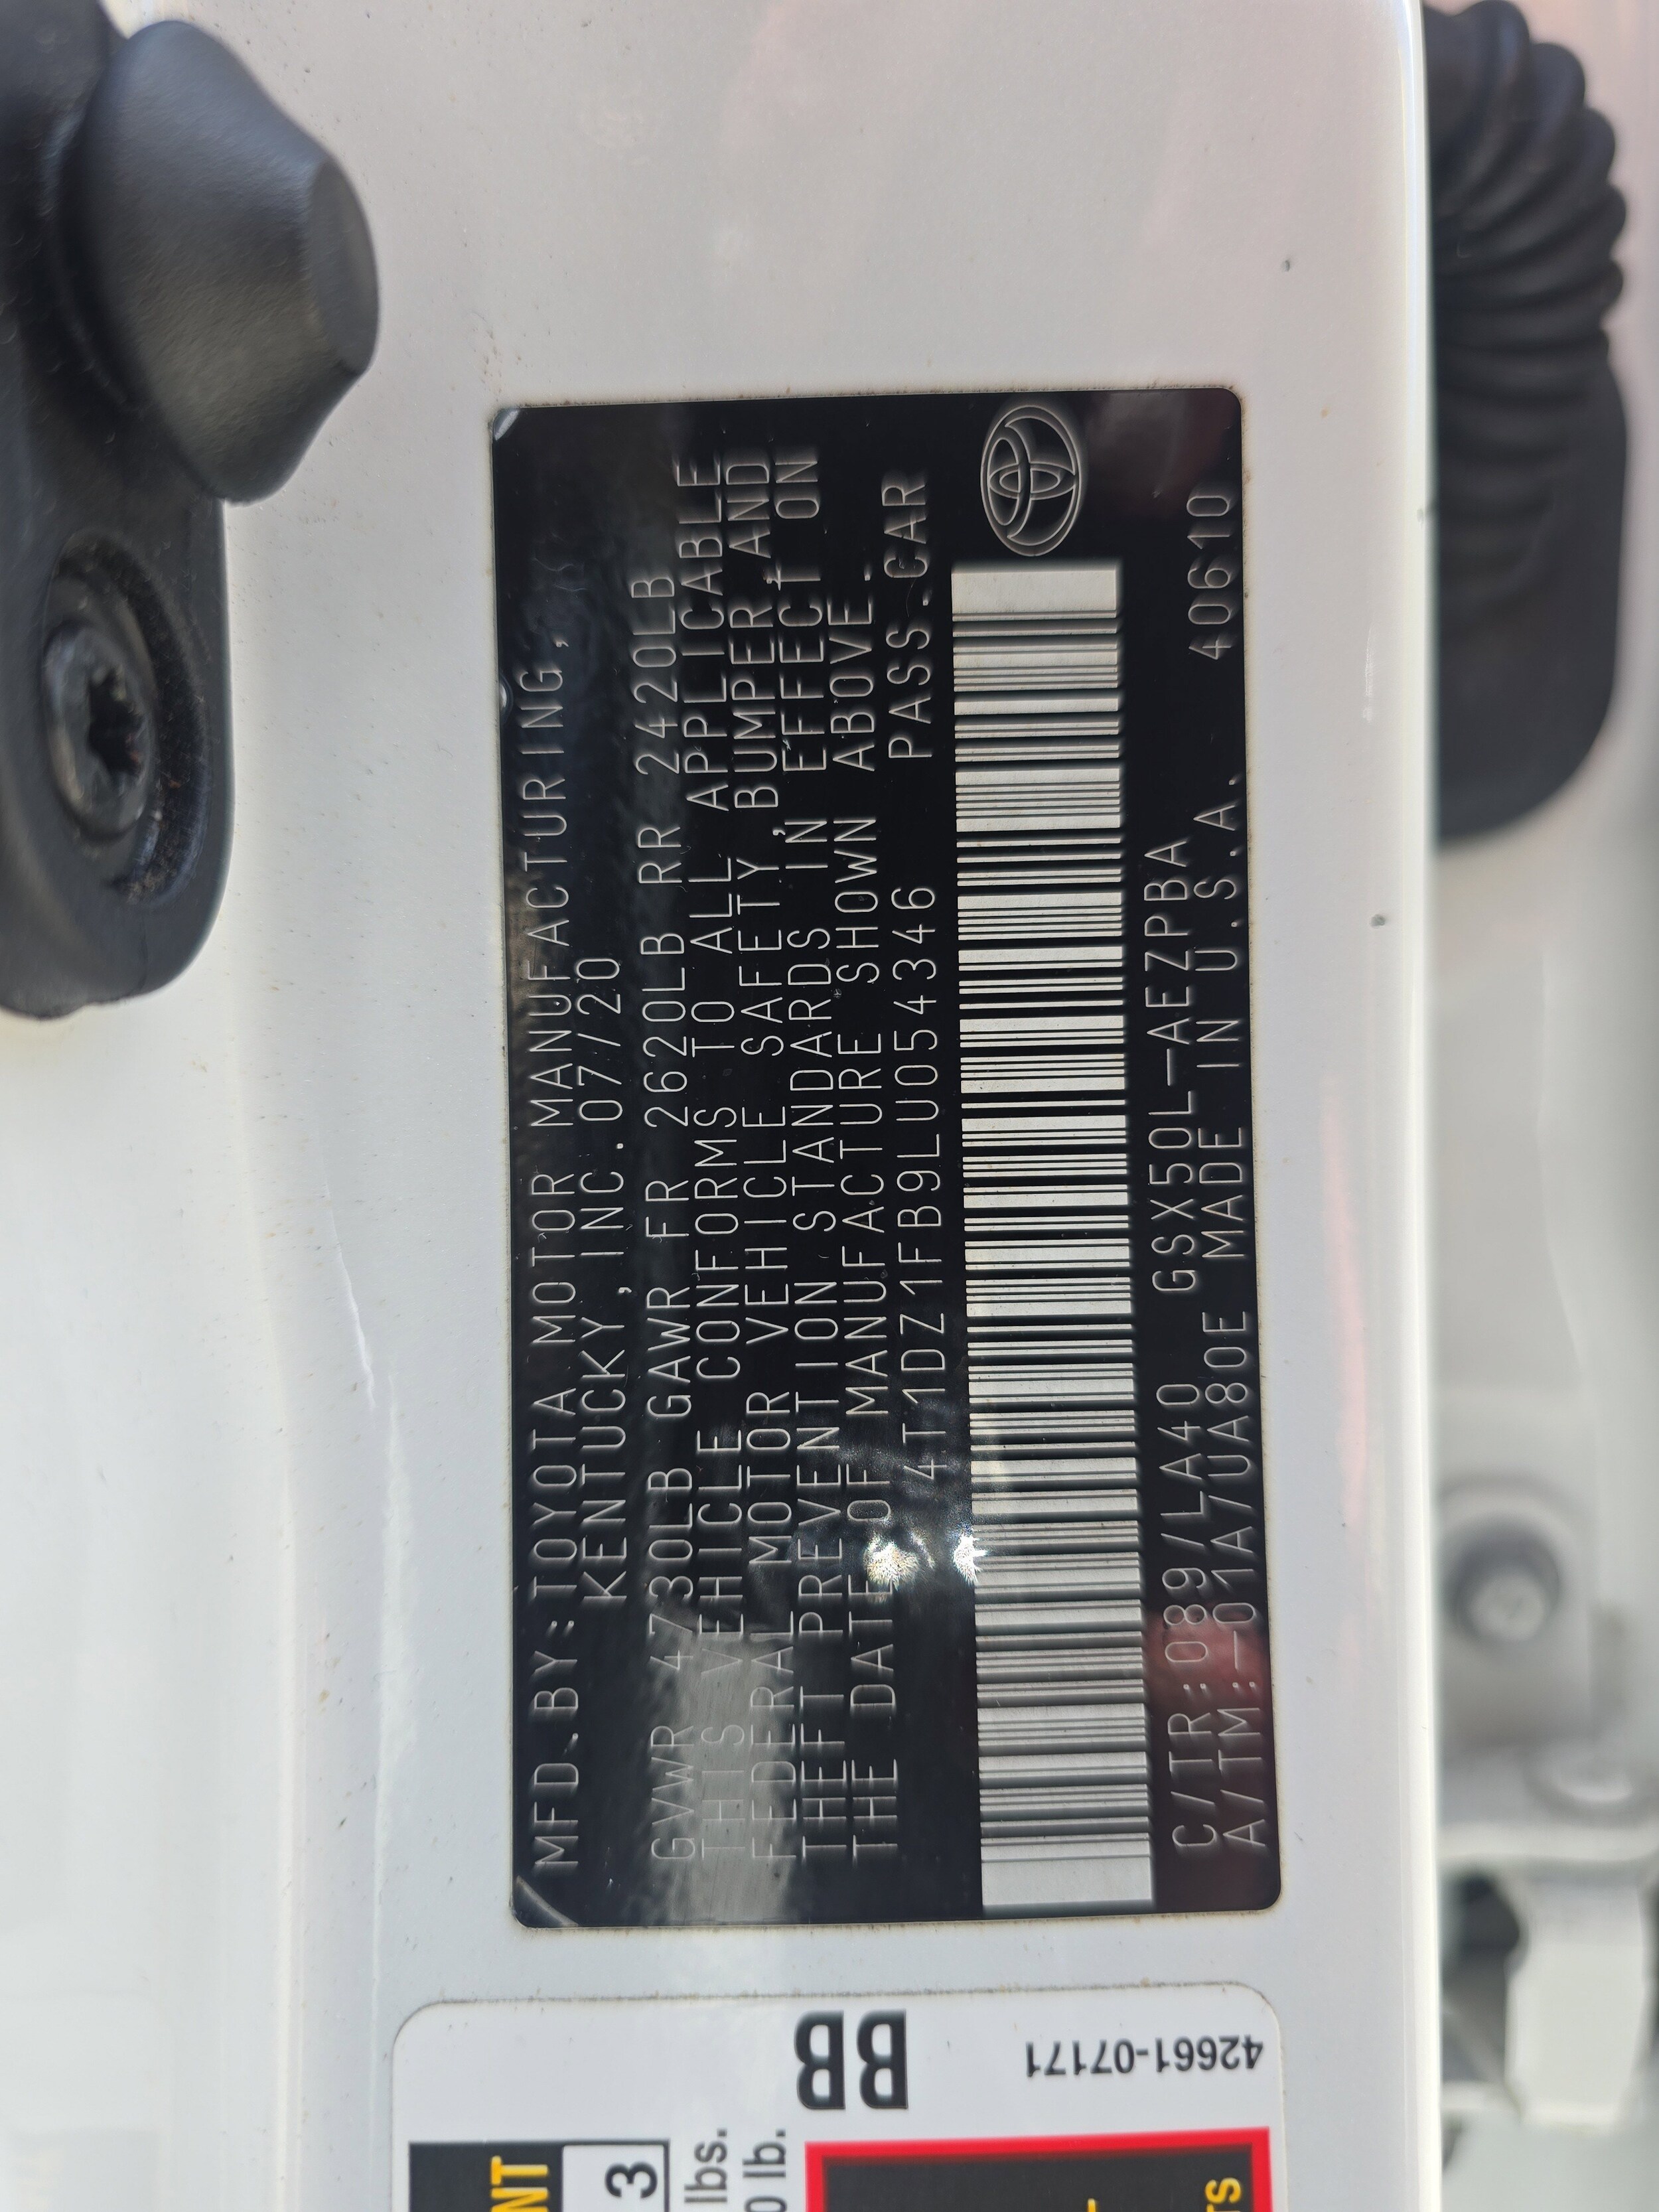 MFD.BY:TOYOTA MOTOR MANUFACTURING,
KENTUCKY,INC.07/20
GVWR 4730LB GAWR FR 2620LB RR 2420LB
THIS VEHICLE CONFORMS TO ALL APPLICABLE
FEDERAL MOTOR VEHICLE SAFETY,BUMPER AND
THEFT PREVENTION STANDARDS IN EFFECT ON
THE DATE OF MANUFACTURE SHOWN ABOVE.
4T1DZ1FB9LU054346 PASS.CAR
C/TR:089/LA40 GSX50L-AEZPBA
A/TM:-01A/UA80E MADE IN U.S.A. 40610
BB
42661-07171
3
lbs.
lb.